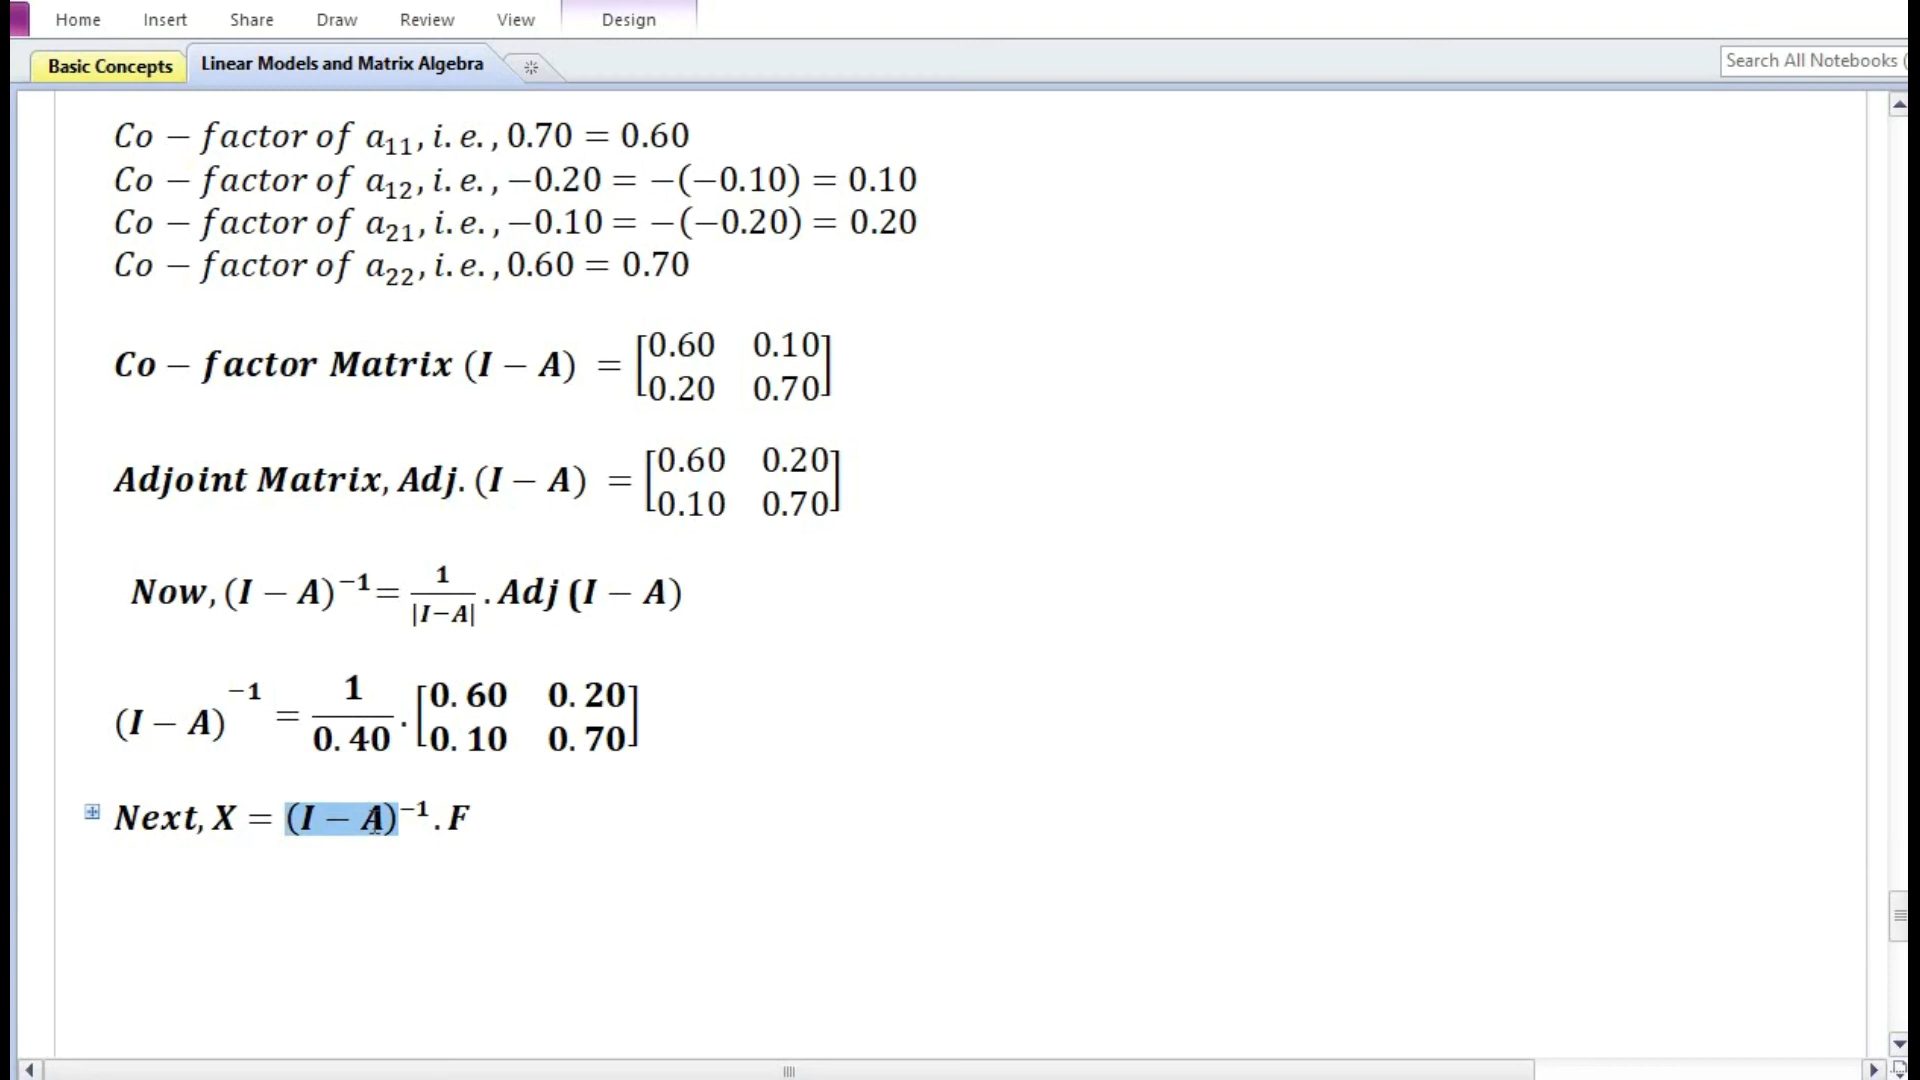 Home Insert Share Draw Review View Design
Basic Concepts Linear Models and Matrix Algebra Search All Notebooks (
Co − factor of a₁₁, i.e., 0.70 = 0.60
Co − factor of a₁₂, i.e., −0.20 = −(−0.10) = 0.10
Co − factor of a₂₁, i.e., −0.10 = −(−0.20) = 0.20
Co − factor of a₂₂, i.e., 0.60 = 0.70
Co − factor Matrix (I − A) = [0.60 0.10
0.20 0.70]
Adjoint Matrix, Adj. (I − A) = [0.60 0.20
0.10 0.70]
Now, (I − A)⁻¹ = 1/|I−A| . Adj (I − A)
(I − A)⁻¹ = 1/0.40 . [0.60 0.20
0.10 0.70]
Next, X = (I − A)⁻¹. F